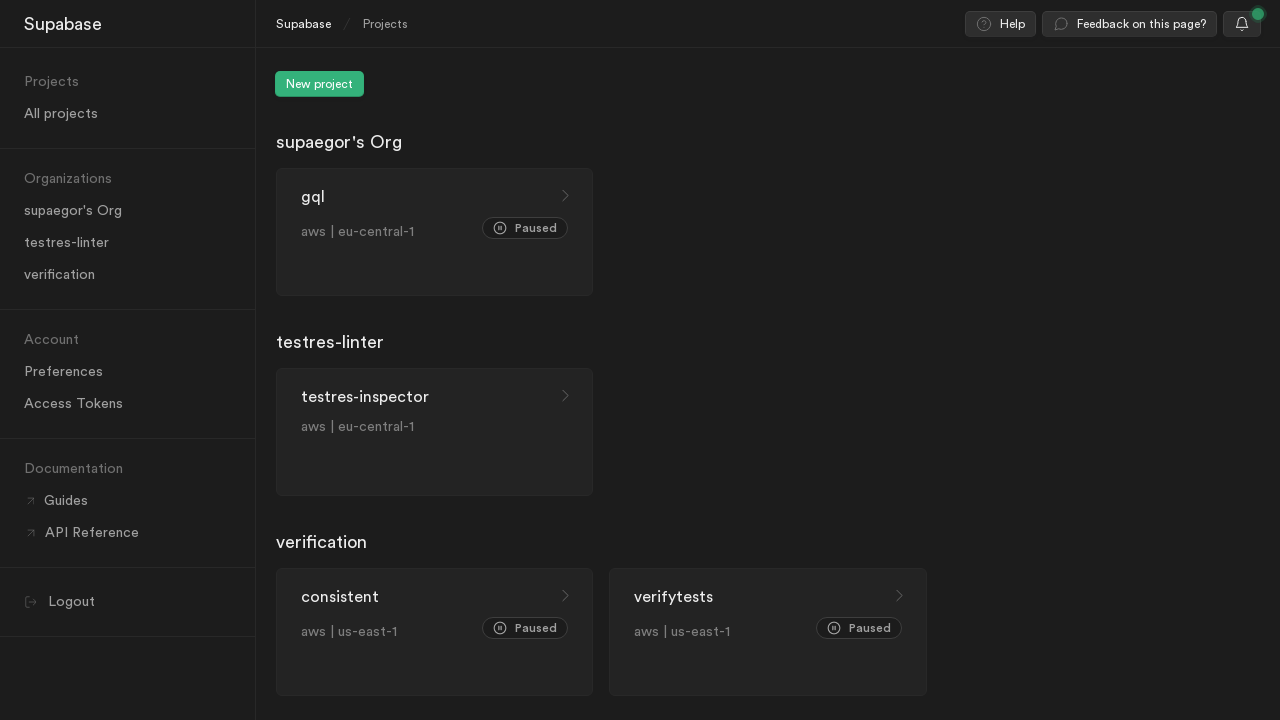 Supabase
Supabase / Projects
Help
Feedback on this page?
Projects
All projects
Organizations
supaegor's Org
testres-linter
verification
Account
Preferences
Access Tokens
Documentation
Guides
API Reference
Logout
New project
supaegor's Org
gql
aws | eu-central-1
Paused
testres-linter
testres-inspector
aws | eu-central-1
verification
consistent
aws | us-east-1
Paused
verifytests
aws | us-east-1
Paused